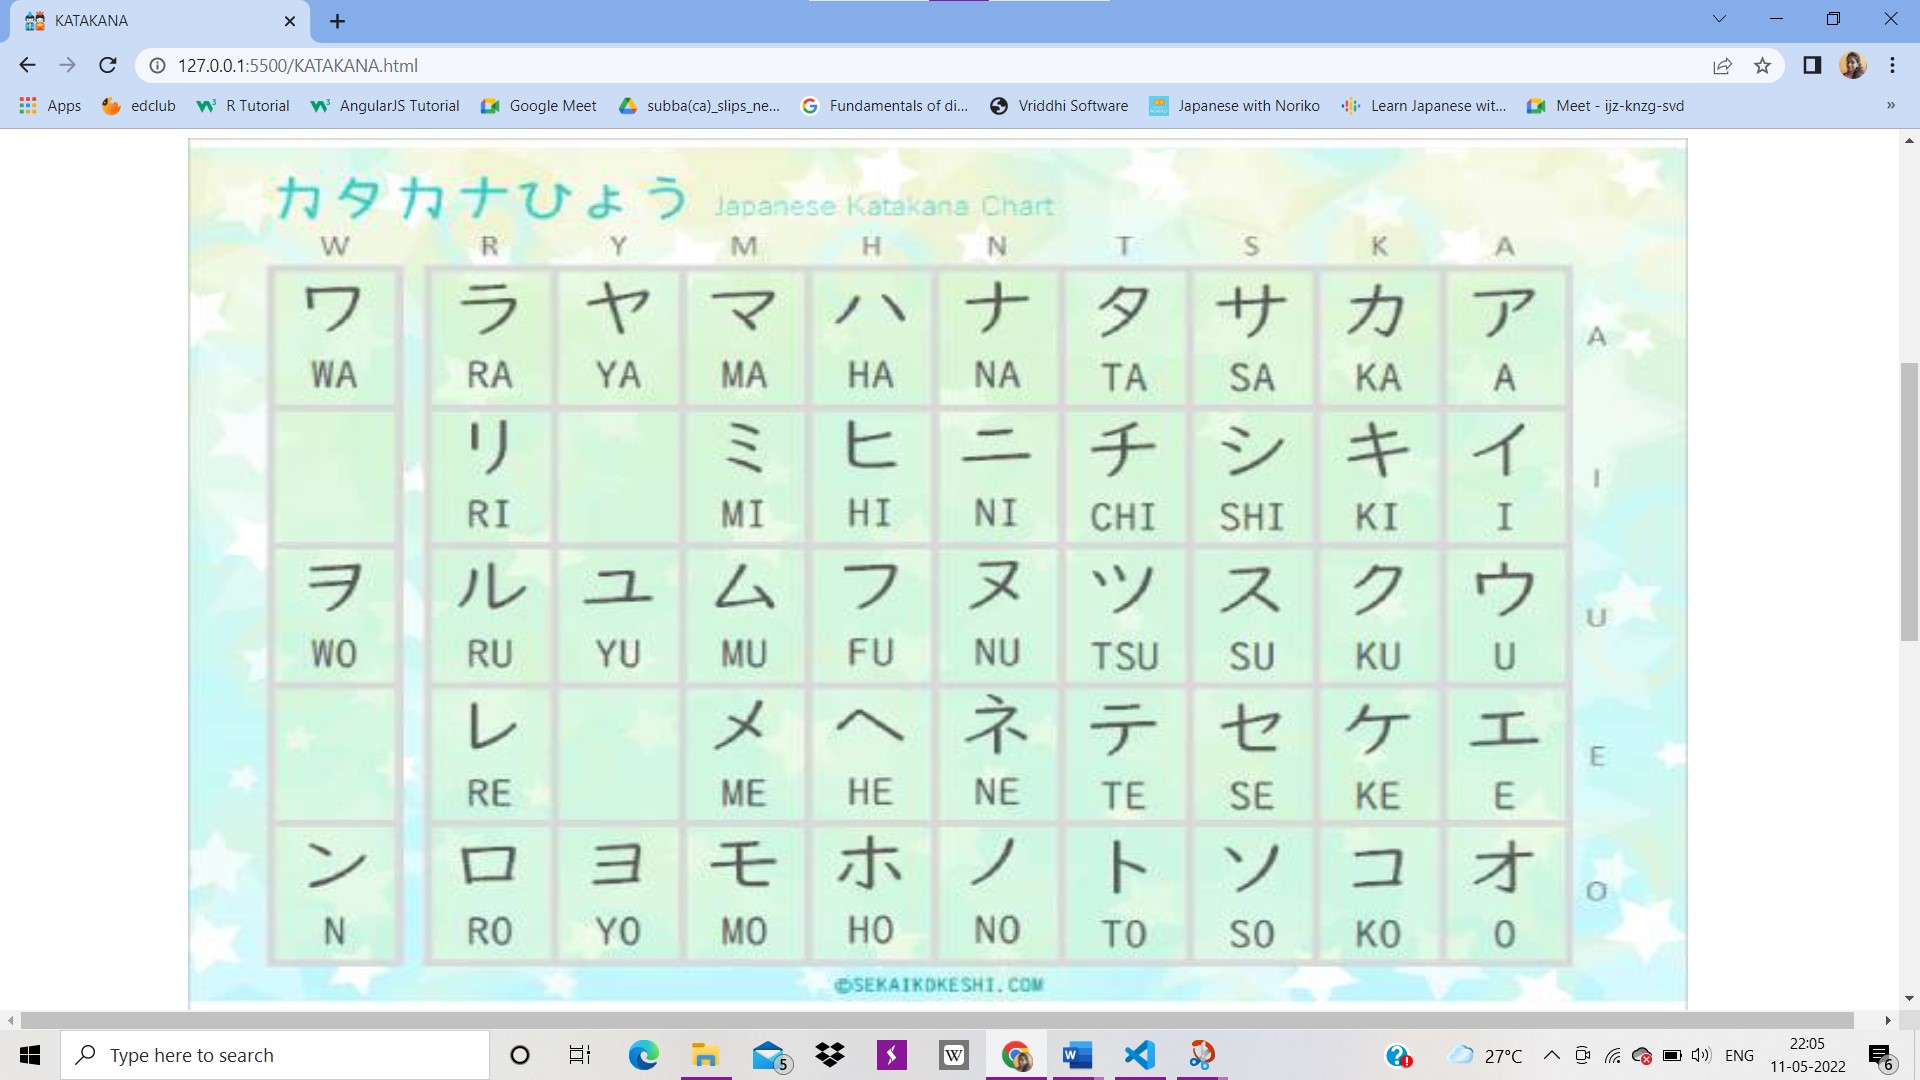 KATAKANA
127.0.0.1:5500/KATAKANA.html
Apps edclub R Tutorial AngularJS Tutorial Google Meet subba(ca)_slips_ne... Fundamentals of di... Vriddhi Software Japanese with Noriko Learn Japanese wit... Meet - ijz-knzg-svd »
カタカナひょう Japanese Katakana Chart
W R Y M H N T S K A
ワ ラ ヤ マ ハ ナ タ サ カ ア
WA RA YA MA HA NA TA SA KA A
A
リ ミ ヒ ニ チ シ キ イ
RI MI HI NI CHI SHI KI I
I
ヲ ル ユ ム フ ヌ ツ ス ク ウ
WO RU YU MU FU NU TSU SU KU U
U
レ メ ヘ ネ テ セ ケ エ
RE ME HE NE TE SE KE E
E
ン ロ ヨ モ ホ ノ ト ソ コ オ
N RO YO MO HO NO TO SO KO O
O
©SEKAIKOKESHI.COM
Type here to search
5
W
W
27°C
ENG
22:05
11-05-2022
6